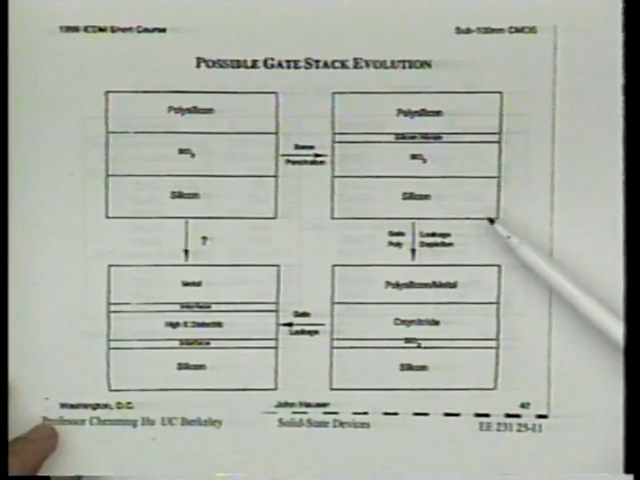 1999 IEDM Short Course
Sub-100nm CMOS
POSSIBLE GATE STACK EVOLUTION
Polysilicon
SiO2
Silicon
Boron
Penetration
Polysilicon
Silicon Nitride
SiO2
Silicon
?
Gate Leakage
Poly Depletion
Metal
Interface
High K Dielectric
Interface
Silicon
Gate
Leakage
Polysilicon/Metal
Oxynitride
SiO2
Silicon
Washington, D.C.
John Hauser
42
Professor Chenming Hu UC Berkeley
Solid-State Devices
EE 231 23-11